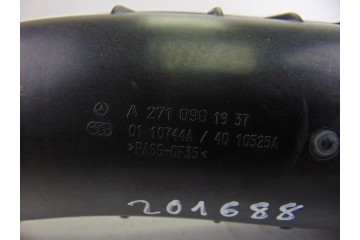 A 271 090 19 37
01 10744A / 40 10525A
>PA66-GF35<
201688